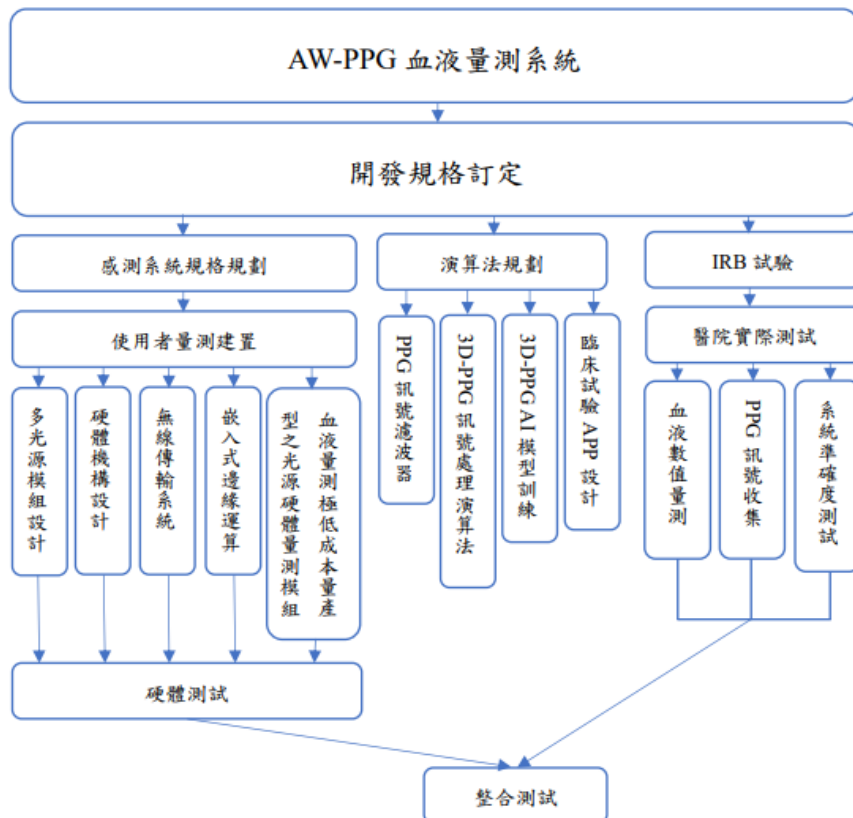 AW-PPG 血液量測系統
開發規格訂定
感測系統規格規劃
演算法規劃
IRB 試驗
使用者量測建置
醫院實際測試
多光源模組設計
硬體機構設計
無線傳輸系統
嵌入式邊緣運算
血液量測極低成本量產
型之光源硬體量測模組
PPG 訊號濾波器
3D-PPG 訊號處理演算法
3D-PPG AI 模型訓練
臨床試驗 APP 設計
血液數值量測
PPG 訊號收集
系統準確度測試
硬體測試
整合測試